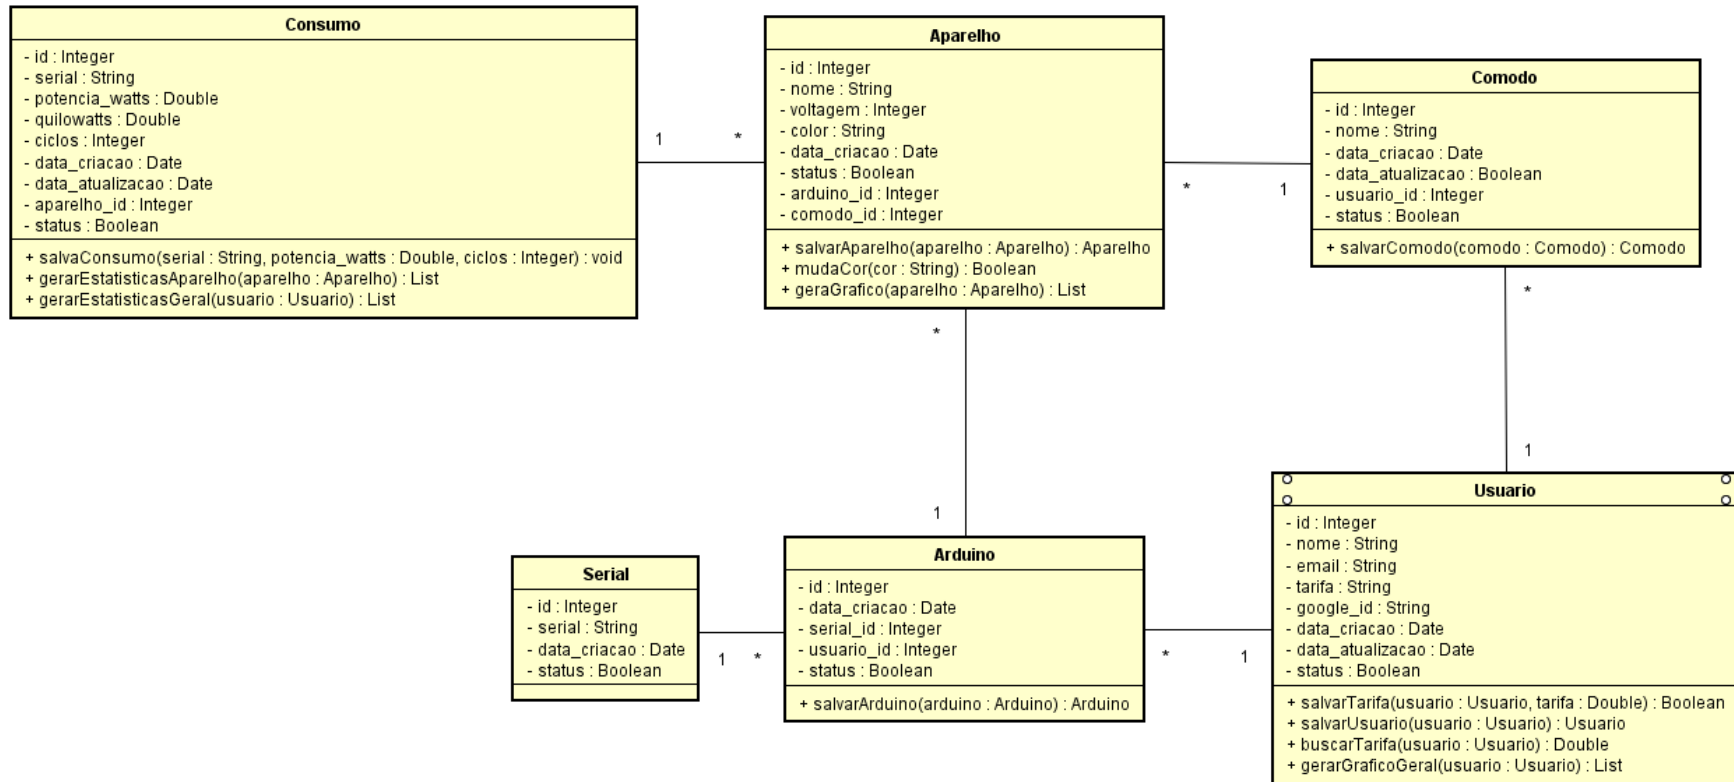 Consumo
- id : Integer
- serial : String
- potencia_watts : Double
- quilowatts : Double
- ciclos : Integer
- data_criacao : Date
- data_atualizacao : Date
- aparelho_id : Integer
- status : Boolean
+ salvaConsumo(serial : String, potencia_watts : Double, ciclos : Integer) : void
+ gerarEstatisticasAparelho(aparelho : Aparelho) : List
+ gerarEstatisticasGeral(usuario : Usuario) : List
1
*
Aparelho
- id : Integer
- nome : String
- voltagem : Integer
- color : String
- data_criacao : Date
- status : Boolean
- arduino_id : Integer
- comodo_id : Integer
+ salvarAparelho(aparelho : Aparelho) : Aparelho
+ mudaCor(cor : String) : Boolean
+ geraGrafico(aparelho : Aparelho) : List
*
1
Comodo
- id : Integer
- nome : String
- data_criacao : Date
- data_atualizacao : Boolean
- usuario_id : Integer
- status : Boolean
+ salvarComodo(comodo : Comodo) : Comodo
*
1
*
1
Serial
- id : Integer
- serial : String
- data_criacao : Date
- status : Boolean
1
*
Arduino
- id : Integer
- data_criacao : Date
- serial_id : Integer
- usuario_id : Integer
- status : Boolean
+ salvarArduino(arduino : Arduino) : Arduino
*
1
Usuario
- id : Integer
- nome : String
- email : String
- tarifa : String
- google_id : String
- data_criacao : Date
- data_atualizacao : Date
- status : Boolean
+ salvarTarifa(usuario : Usuario, tarifa : Double) : Boolean
+ salvarUsuario(usuario : Usuario) : Usuario
+ buscarTarifa(usuario : Usuario) : Double
+ gerarGraficoGeral(usuario : Usuario) : List